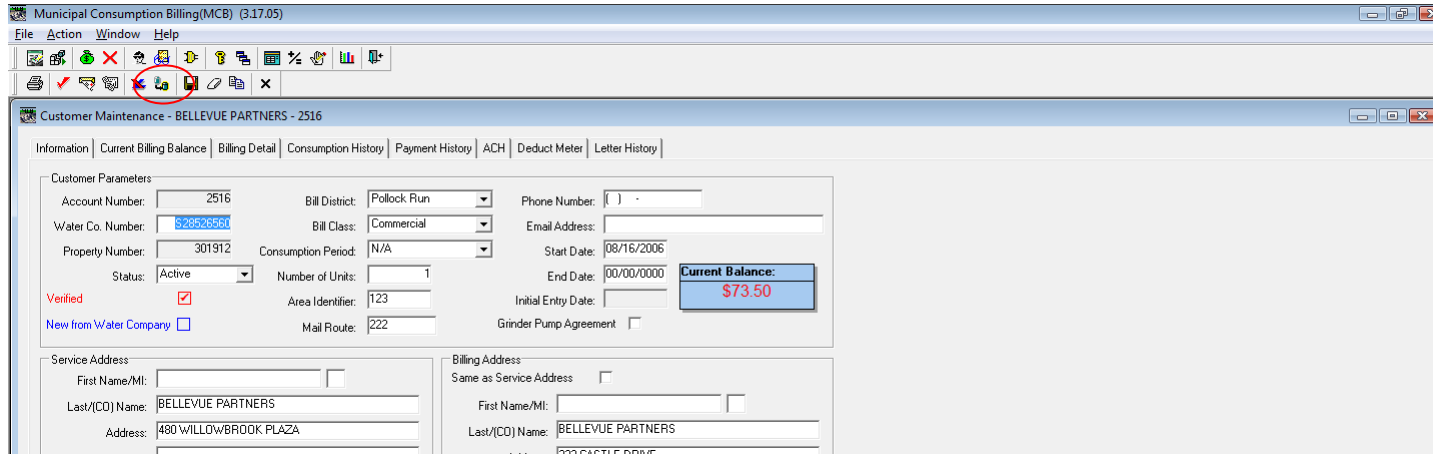 Municipal Consumption Billing(MCB) (3.17.05)
File Action Window Help
Customer Maintenance - BELLEVUE PARTNERS - 2516
Information Current Billing Balance Billing Detail Consumption History Payment History ACH Deduct Meter Letter History
Customer Parameters
Account Number: 2516 Bill District: Pollock Run Phone Number: ( ) -
Water Co. Number: S28526560 Bill Class: Commercial Email Address:
Property Number: 301912 Consumption Period: N/A Start Date: 08/16/2006
Status: Active Number of Units: 1 End Date: 00/00/0000 Current Balance:
$73.50
Verified Area Identifier: 123 Initial Entry Date:
New from Water Company Mail Route: 222 Grinder Pump Agreement
Service Address Billing Address
First Name/MI: Same as Service Address
Last/(CO) Name: BELLEVUE PARTNERS First Name/MI:
Address: 480 WILLOWBROOK PLAZA Last/(CO) Name: BELLEVUE PARTNERS
CASTLE DRIVE